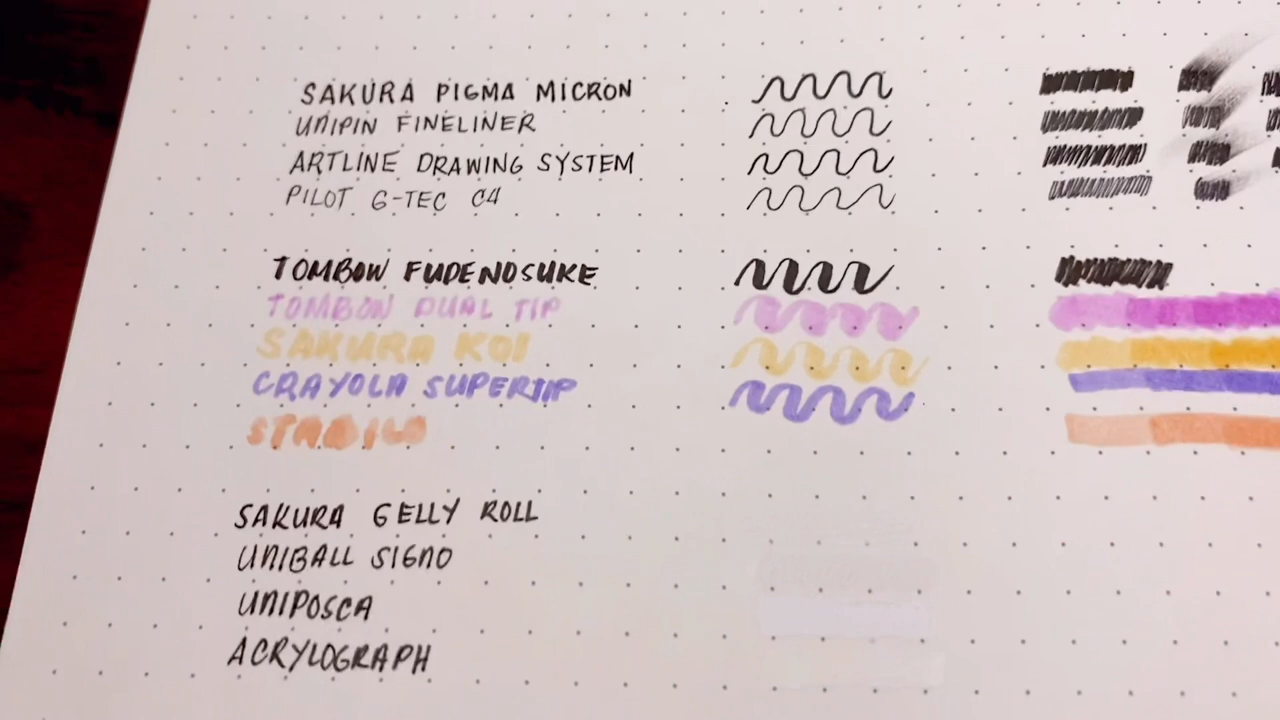 SAKURA PIGMA MICRON
UNIPIN FINELINER
ARTLINE DRAWING SYSTEM
PILOT G-TEC C4
TOMBOW FUDENOSUKE
TOMBOW DUAL TIP
SAKURA KOI
CRAYOLA SUPERTIP
STABILO
SAKURA GELLY ROLL
UNIBALL SIGNO
UNIPOSCA
ACRYLOGRAPH